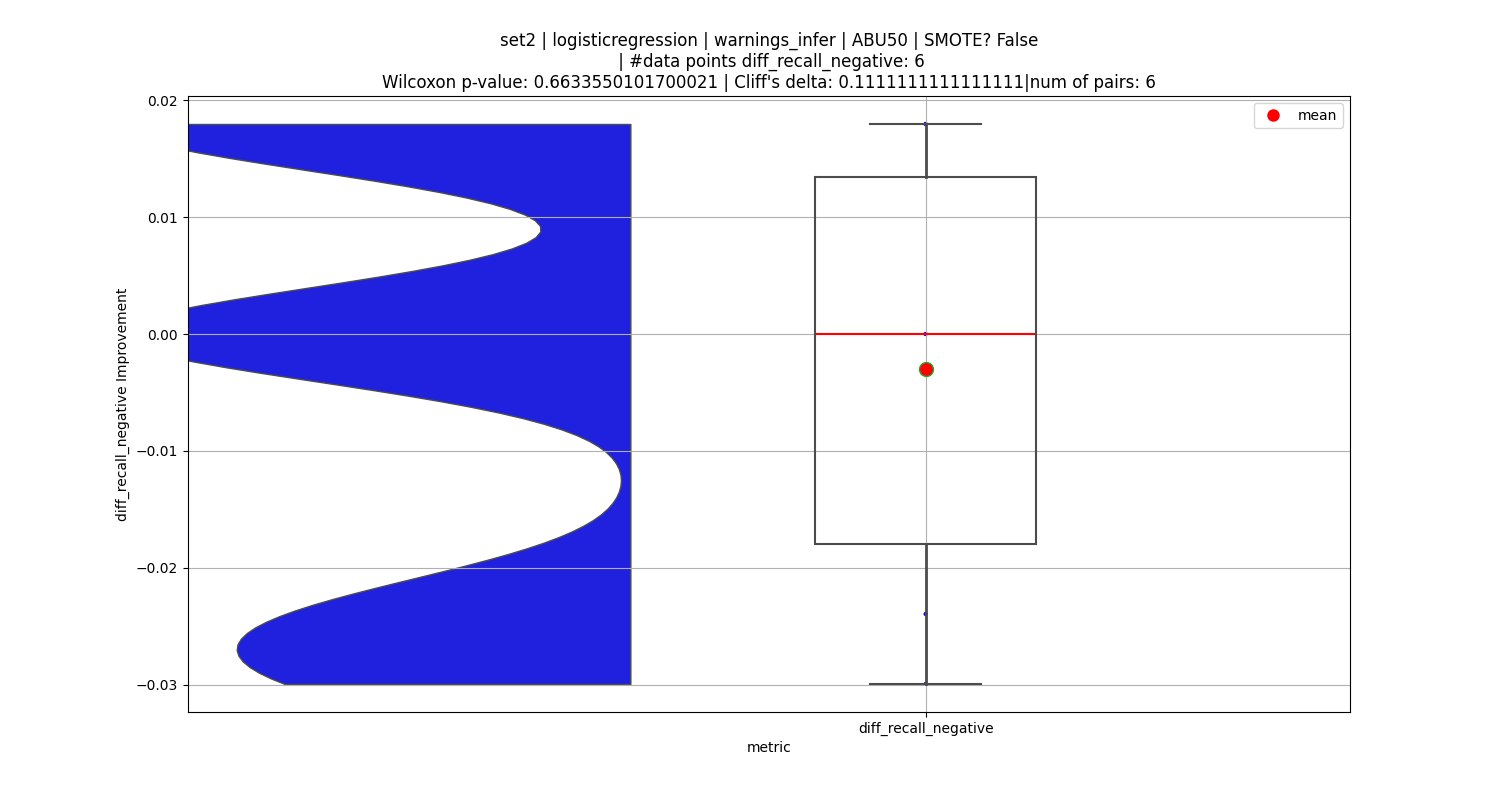 set2 | logisticregression | warnings_infer | ABU50 | SMOTE? False
| #data points diff_recall_negative: 6
Wilcoxon p-value: 0.6633550101700021 | Cliff's delta: 0.1111111111111111|num of pairs: 6
mean
0.02
0.01
0.00
−0.01
−0.02
−0.03
diff_recall_negative Improvement
diff_recall_negative
metric